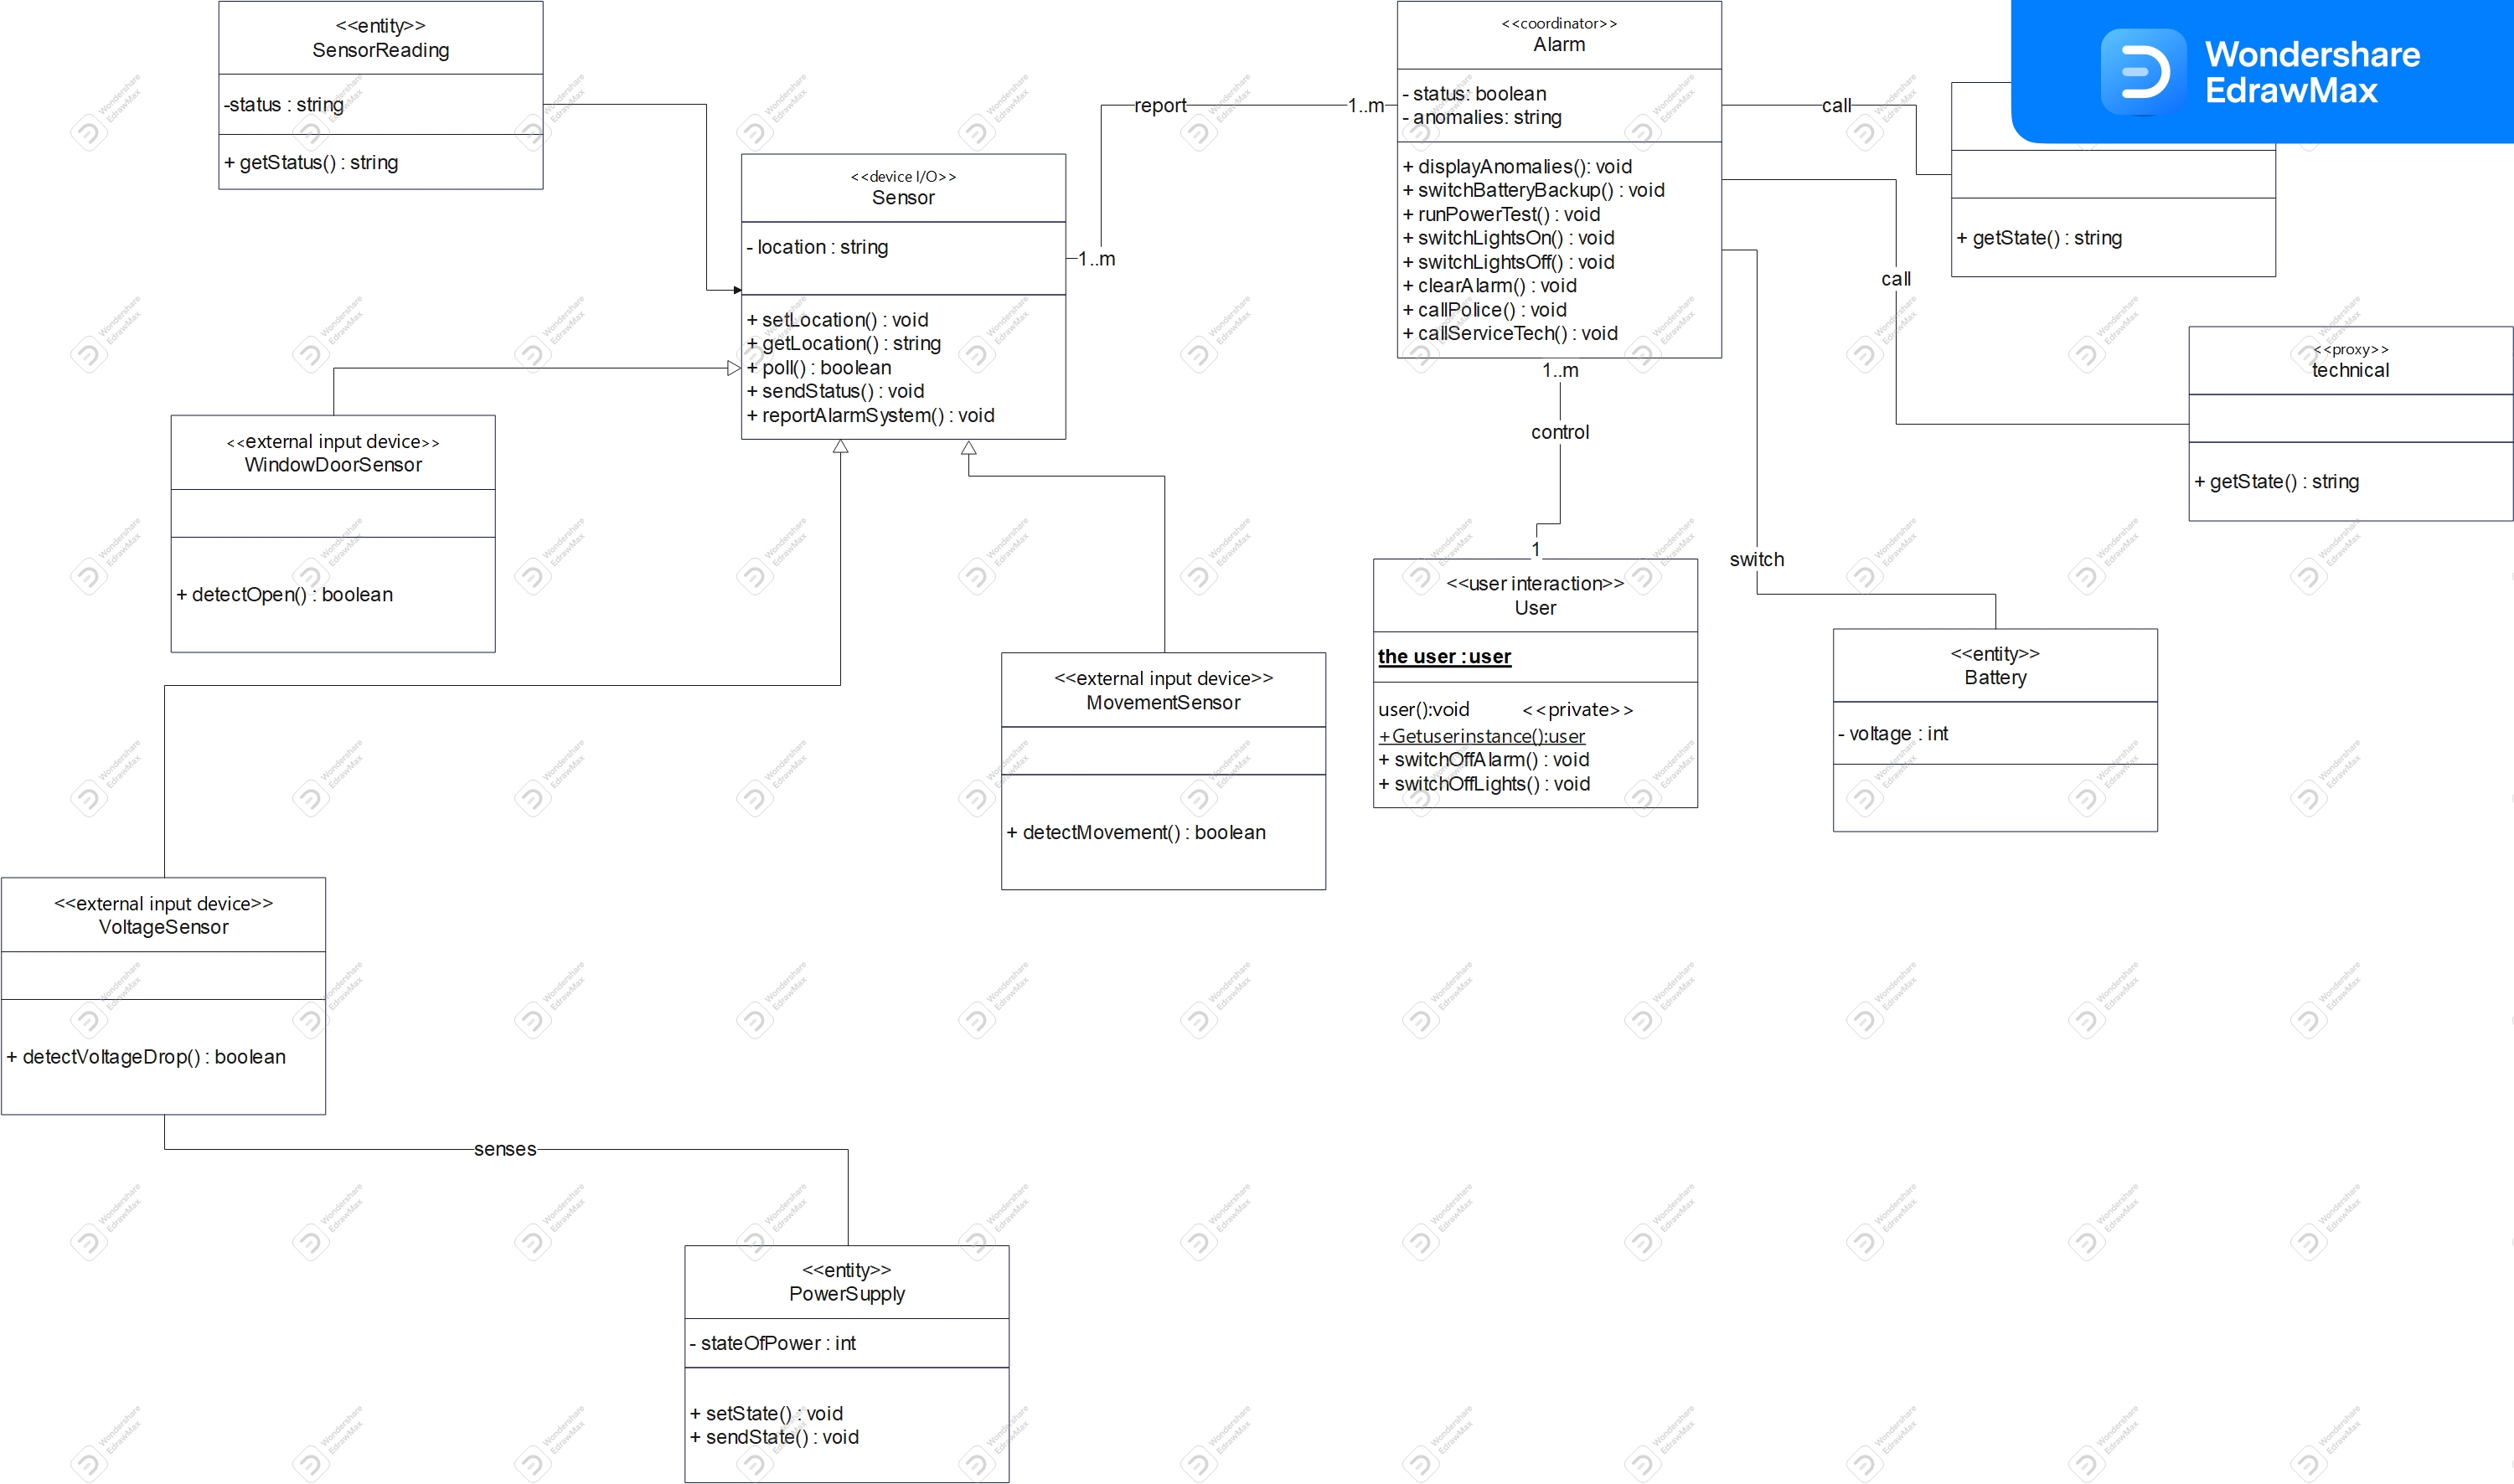 <<entity>>
SensorReading
-status : string
+ getStatus() : string
<<device I/O>>
Sensor
- location : string
+ setLocation() : void
+ getLocation() : string
+ poll() : boolean
+ sendStatus() : void
+ reportAlarmSystem() : void
1..m
report
1..m
<<coordinator>>
Alarm
- status: boolean
- anomalies: string
+ displayAnomalies(): void
+ switchBatteryBackup() : void
+ runPowerTest() : void
+ switchLightsOn() : void
+ switchLightsOff() : void
+ clearAlarm() : void
+ callPolice() : void
+ callServiceTech() : void
call
+ getState() : string
Wondershare
EdrawMax
call
<<proxy>>
technical
+ getState() : string
1..m
control
1
<<user interaction>>
User
the user :user
user():void <<private>>
+Getuserinstance():user
+ switchOffAlarm() : void
+ switchOffLights() : void
switch
<<entity>>
Battery
- voltage : int
<<external input device>>
WindowDoorSensor
+ detectOpen() : boolean
<<external input device>>
MovementSensor
+ detectMovement() : boolean
<<external input device>>
VoltageSensor
+ detectVoltageDrop() : boolean
senses
<<entity>>
PowerSupply
- stateOfPower : int
+ setState() : void
+ sendState() : void